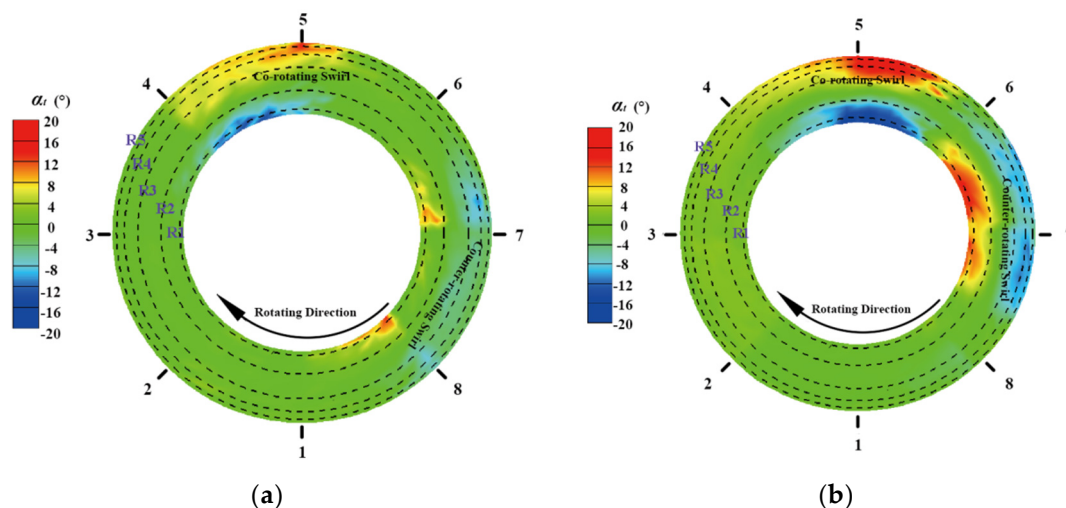 5
4
Co-rotating Swirl
6
αt (°)
20
16
12
8
4
0
-4
-8
-12
-16
-20
R5
R4
R3
R2
R1
3
7
Counter-rotating Swirl
Rotating Direction
2
8
1
(a)
5
4
Co-rotating Swirl
6
αt (°)
20
16
12
8
4
0
-4
-8
-12
-16
-20
R5
R4
R3
R2
R1
3
Counter-rotating Swirl
Rotating Direction
2
8
1
(b)